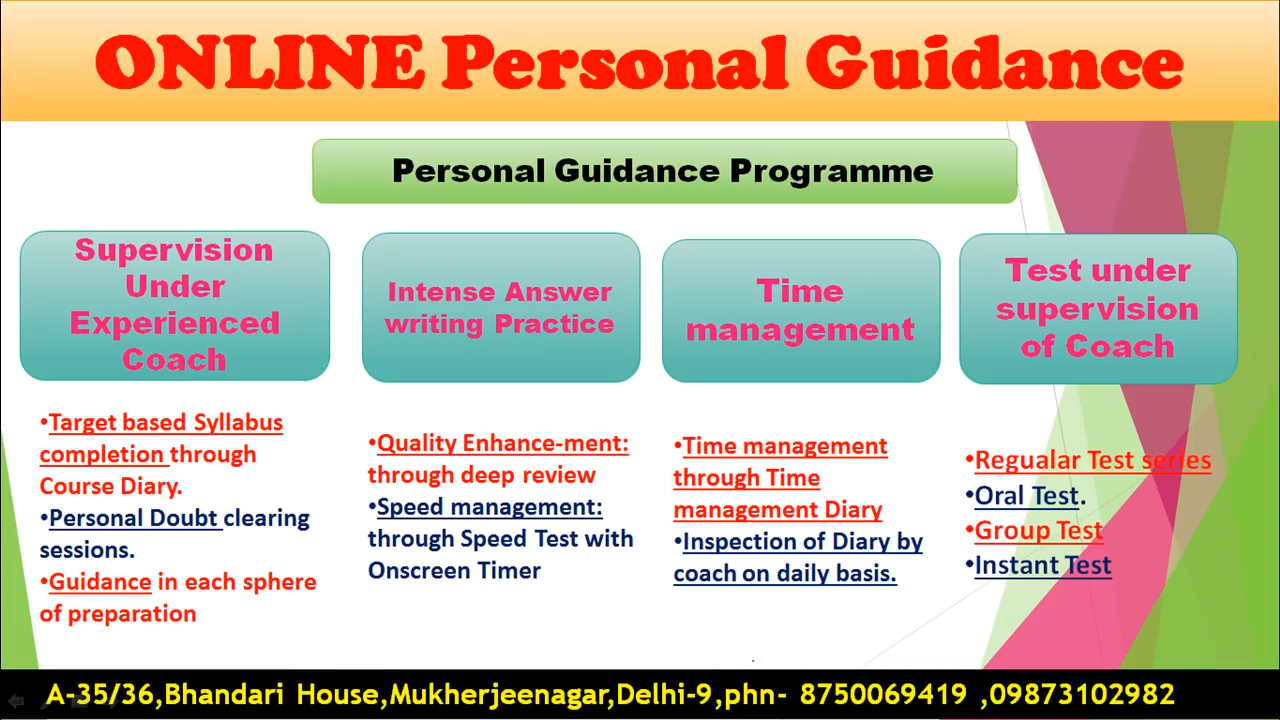 ONLINE Personal Guidance
Personal Guidance Programme
Supervision
Under
Experienced
Coach
•Target based Syllabus
completion through
Course Diary.
•Personal Doubt clearing
sessions.
•Guidance in each sphere
of preparation
Intense Answer
writing Practice
•Quality Enhance-ment:
through deep review
•Speed management:
through Speed Test with
Onscreen Timer
Time
management
•Time management
through Time
management Diary
•Inspection of Diary by
coach on daily basis.
Test under
supervision
of Coach
•Regualar Test series
•Oral Test.
•Group Test
•Instant Test
A-35/36,Bhandari House,Mukherjeenagar,Delhi-9,phn- 8750069419 ,09873102982